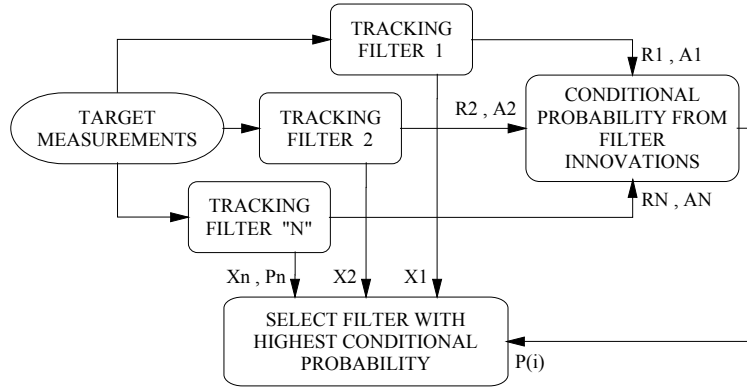 TRACKING
FILTER 1
R1 , A1
TARGET
MEASUREMENTS
TRACKING
FILTER 2
R2 , A2
CONDITIONAL
PROBABILITY FROM
FILTER
INNOVATIONS
TRACKING
FILTER "N"
RN , AN
Xn , Pn
X2
X1
SELECT FILTER WITH
HIGHEST CONDITIONAL
PROBABILITY
P(i)